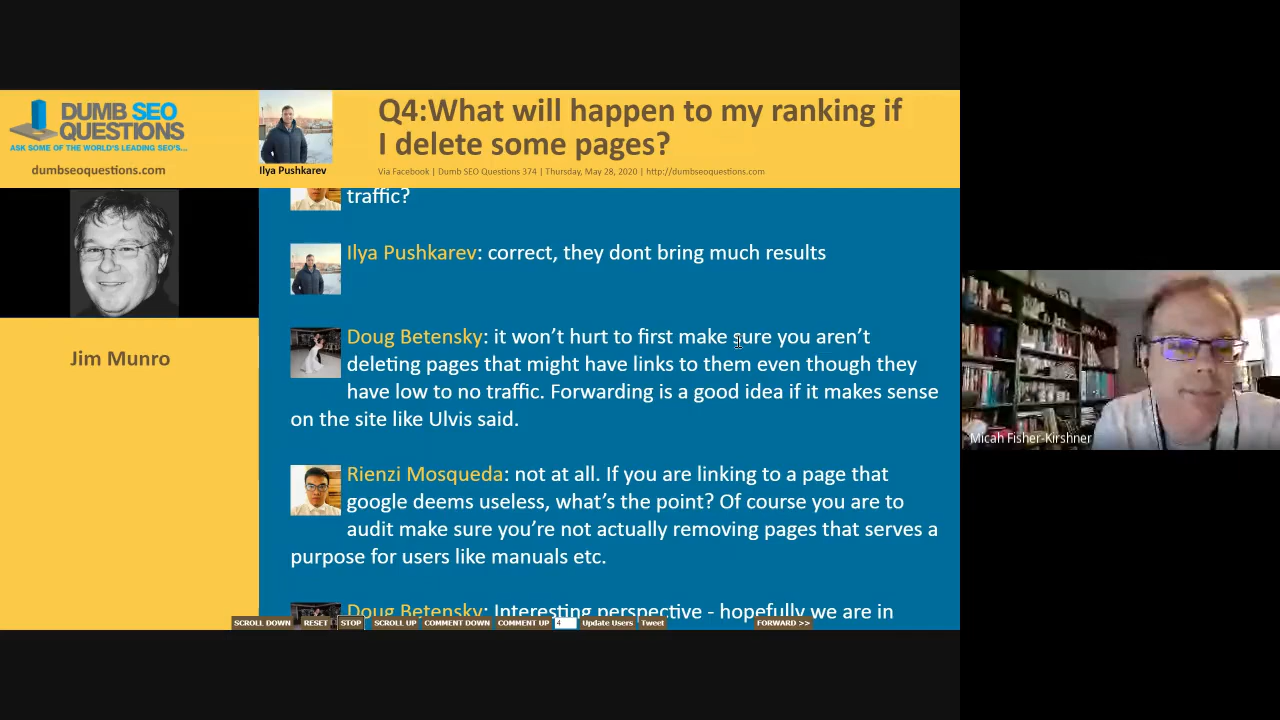 DUMB SEO
QUESTIONS
ASK SOME OF THE WORLD'S LEADING SEO'S...
dumbseoquestions.com
Ilya Pushkarev
Q4:What will happen to my ranking if
I delete some pages?
Via Facebook | Dumb SEO Questions 374 | Thursday, May 28, 2020 | http://dumbseoquestions.com
Jim Munro
traffic?
Ilya Pushkarev: correct, they dont bring much results
Doug Betensky: it won't hurt to first make sure you aren't
deleting pages that might have links to them even though they
have low to no traffic. Forwarding is a good idea if it makes sense
on the site like Ulvis said.
Rienzi Mosqueda: not at all. If you are linking to a page that
google deems useless, what's the point? Of course you are to
audit make sure you're not actually removing pages that serves a
purpose for users like manuals etc.
Doug Betensky: Interesting perspective - hopefully we are in
SCROLL DOWN RESET STOP SCROLL UP COMMENT DOWN COMMENT UP 4 Update Users Tweet FORWARD >>
Micah Fisher-Kirshner